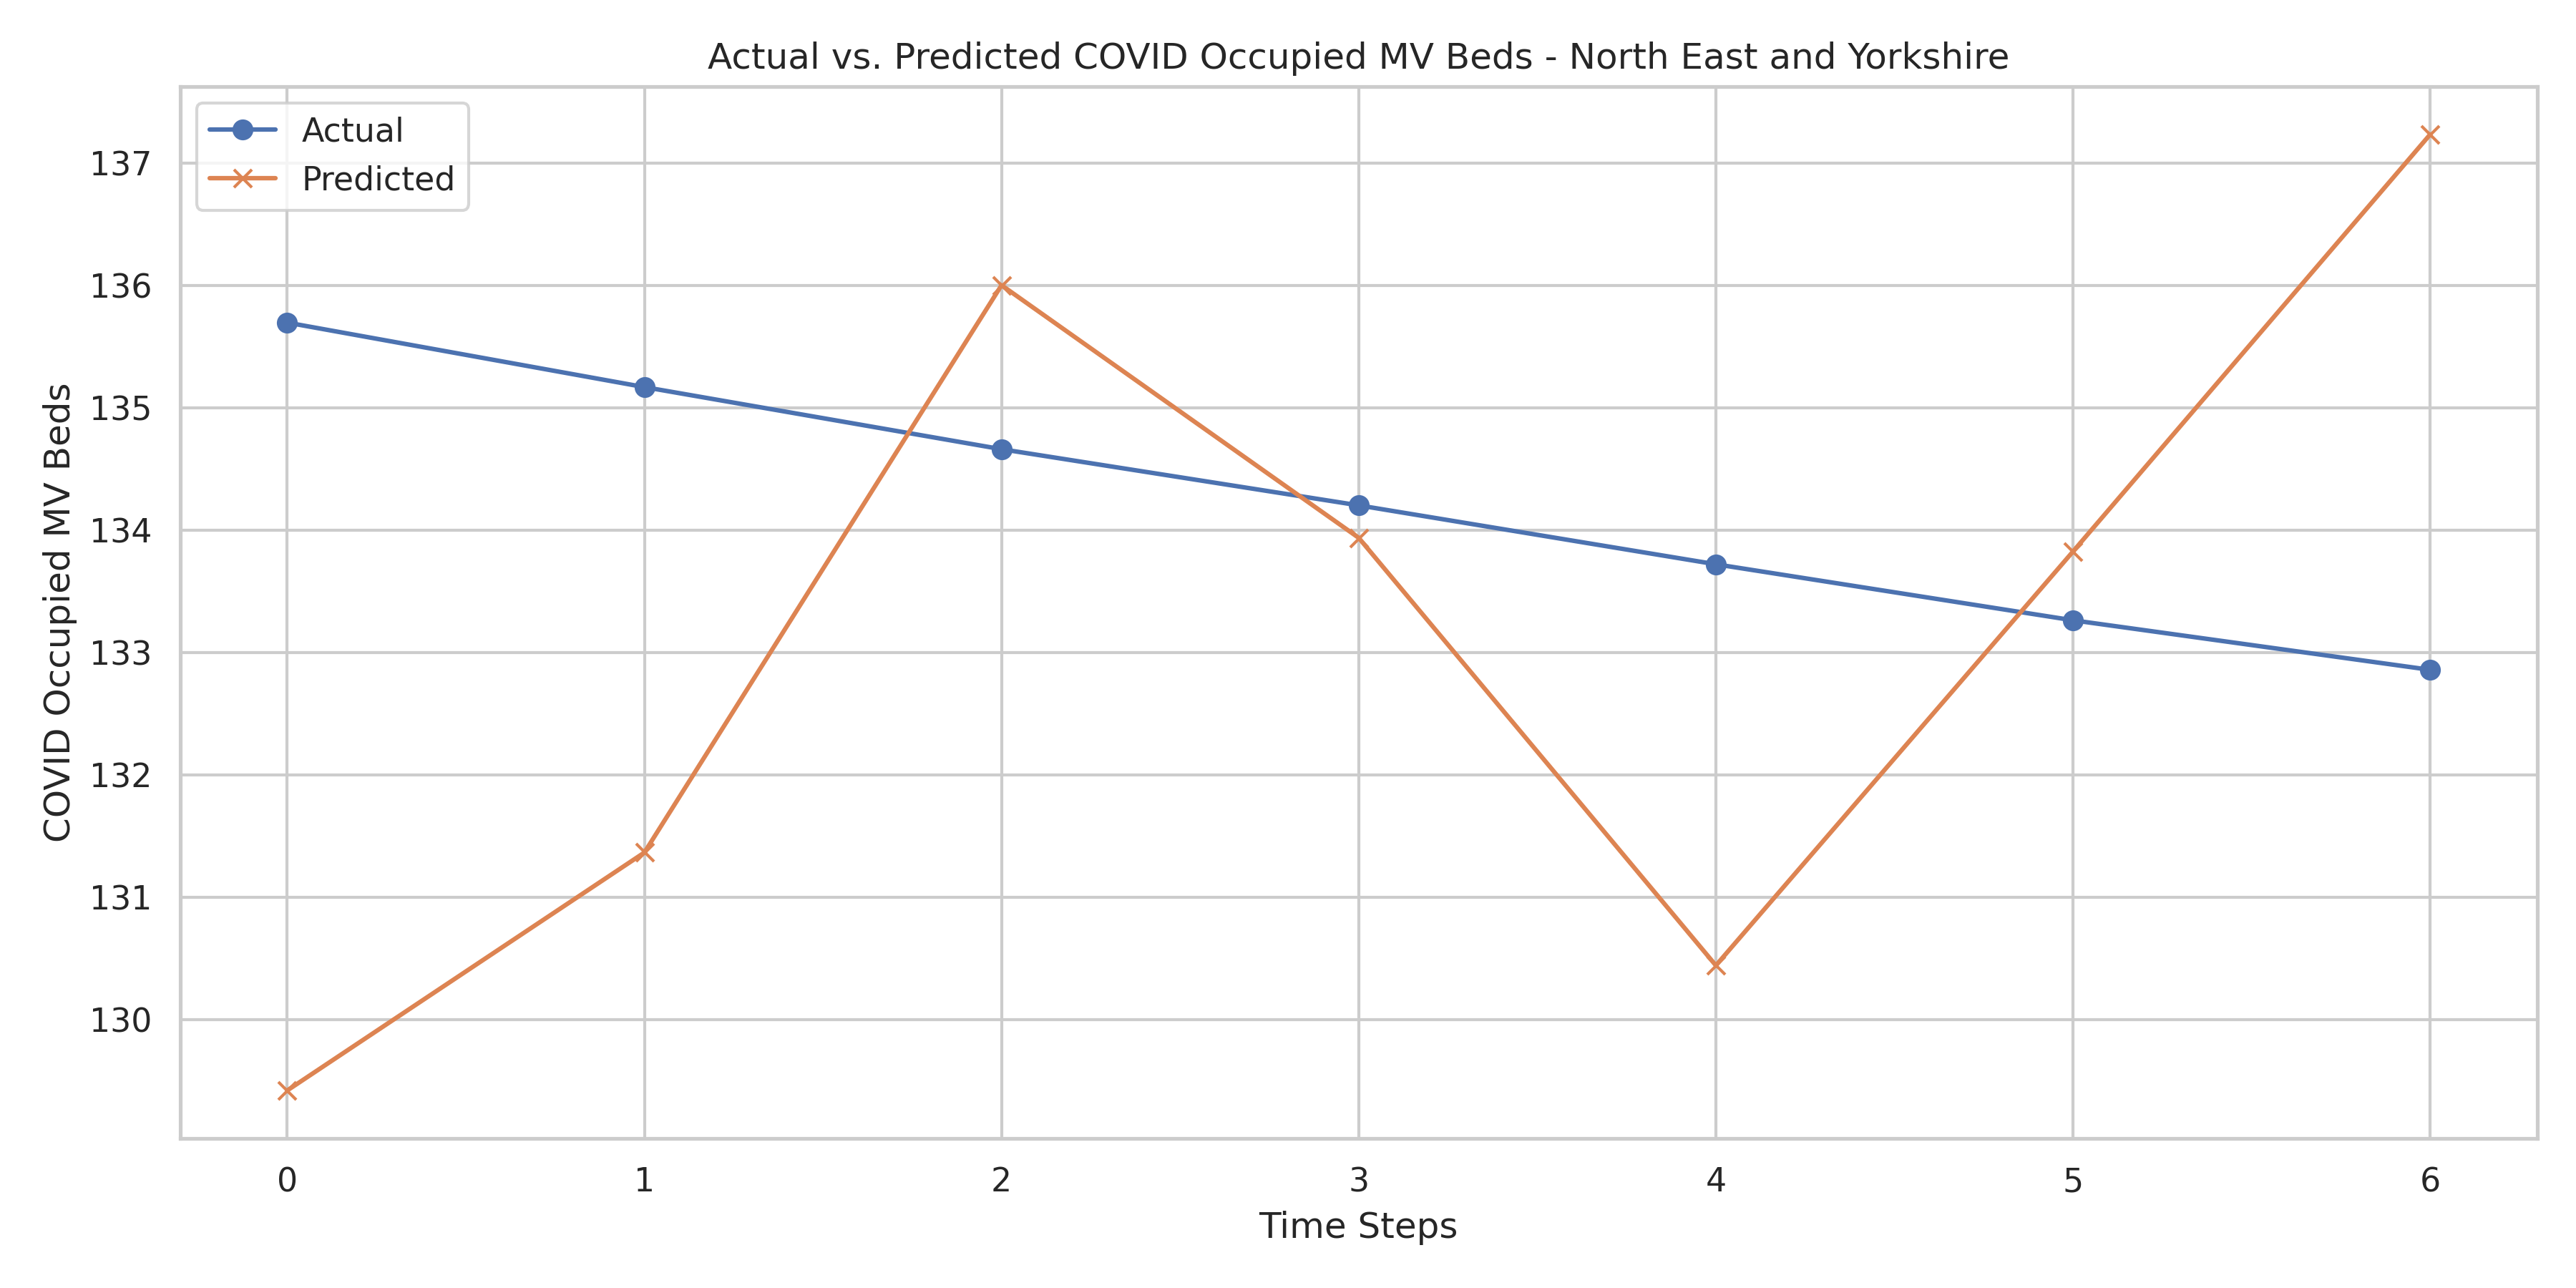 Actual vs. Predicted COVID Occupied MV Beds - North East and Yorkshire
Actual
Predicted
COVID Occupied MV Beds
137
136
135
134
133
132
131
130
0 1 2 3 4 5 6
Time Steps